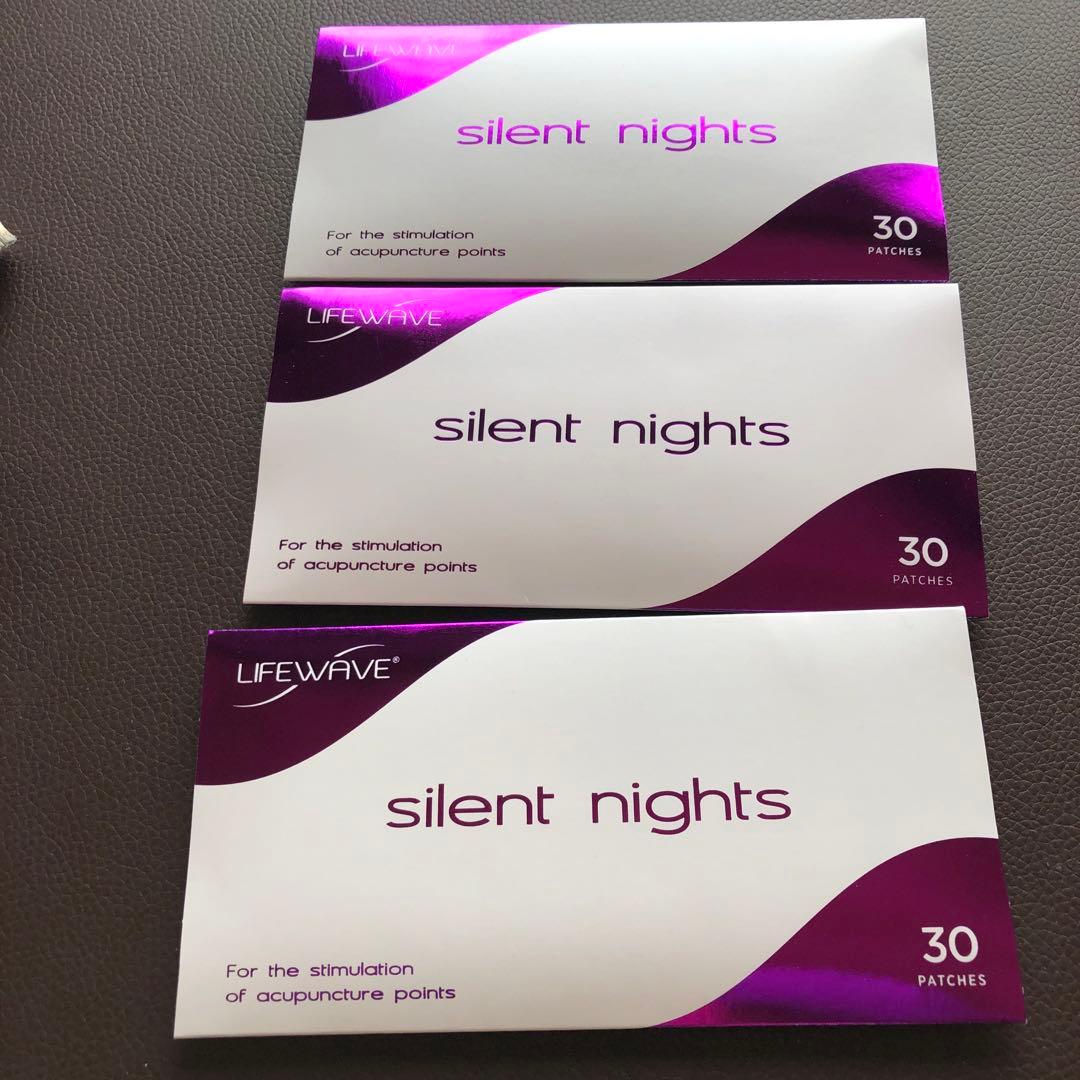 LIFEWAVE
silent nights
For the stimulation
of acupuncture points
30
PATCHES
LIFEWAVE
silent nights
For the stimulation
of acupuncture points
30
PATCHES
LIFEWAVE®
silent nights
For the stimulation
of acupuncture points
30
PATCHES